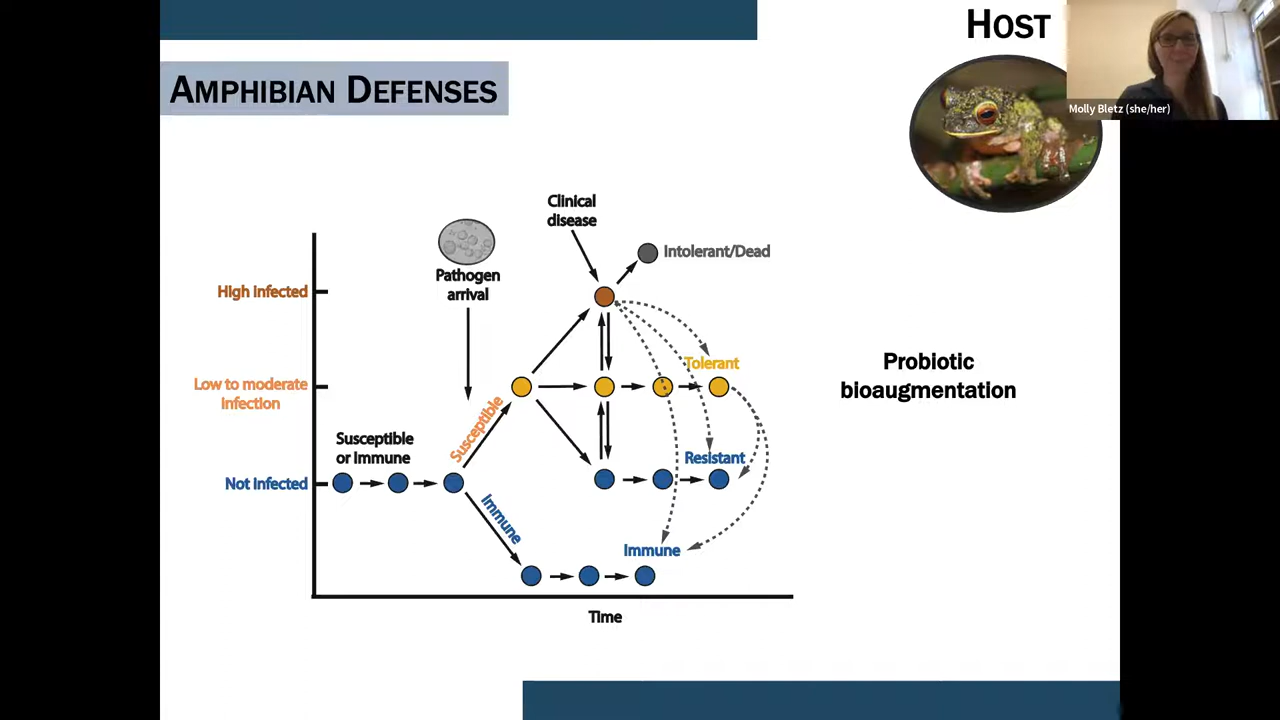 HOST
Molly Bletz (she/her)
AMPHIBIAN DEFENSES
Clinical
disease
Intolerant/Dead
Pathogen
arrival
High infected
Tolerant
Probiotic
bioaugmentation
Low to moderate
infection
Susceptible
Susceptible
or Immune
Resistant
Not Infected
Immune
Immune
Time